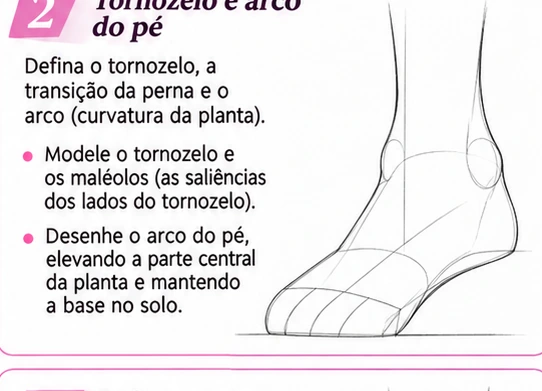 2 Tornozelo e arco
do pé
Defina o tornozelo, a
transição da perna e o
arco (curvatura da planta).
Modele o tornozelo e
os maléolos (as saliências
dos lados do tornozelo).
Desenhe o arco do pé,
elevando a parte central
da planta e mantendo
a base no solo.